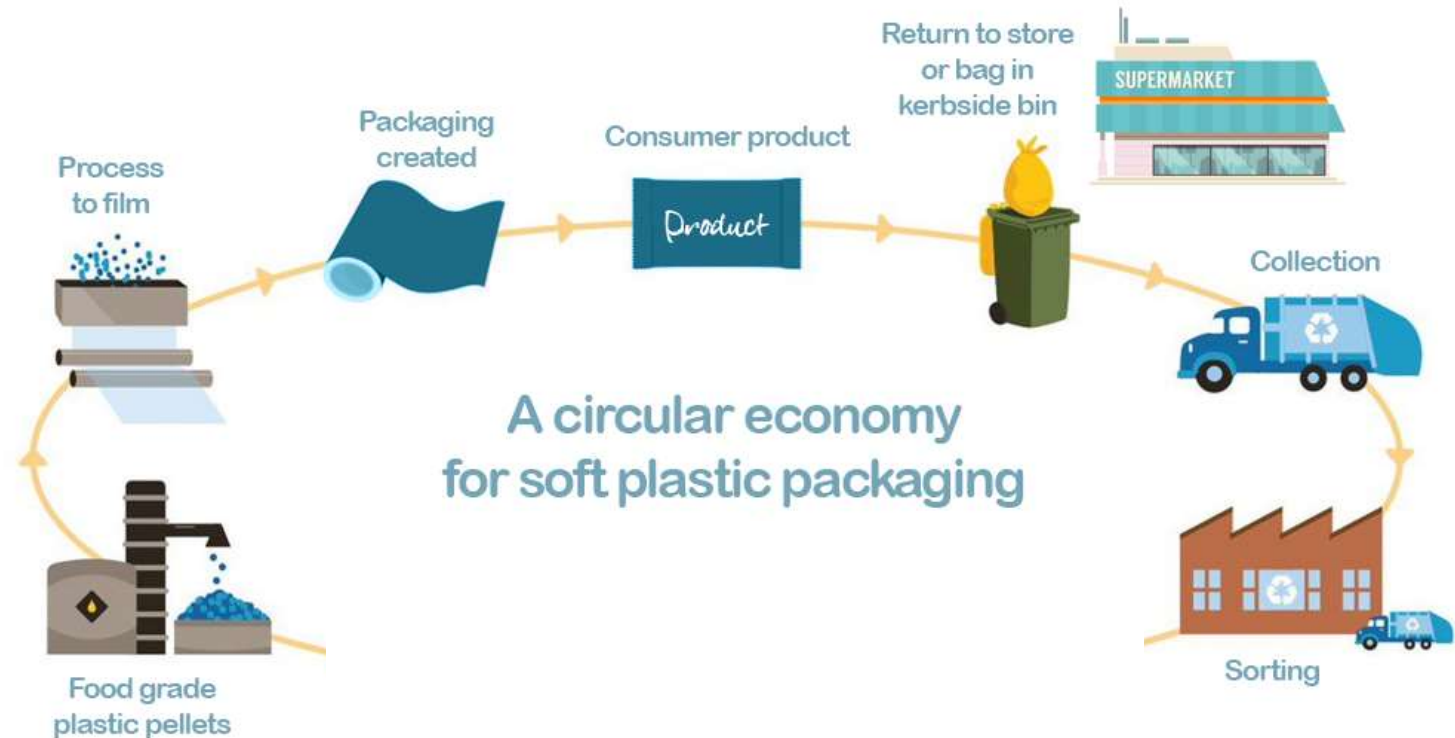 Return to store
or bag in
kerbside bin
SUPERMARKET
Packaging
created
Consumer product
Process
to film
Product
Collection
A circular economy
for soft plastic packaging
Sorting
Food grade
plastic pellets